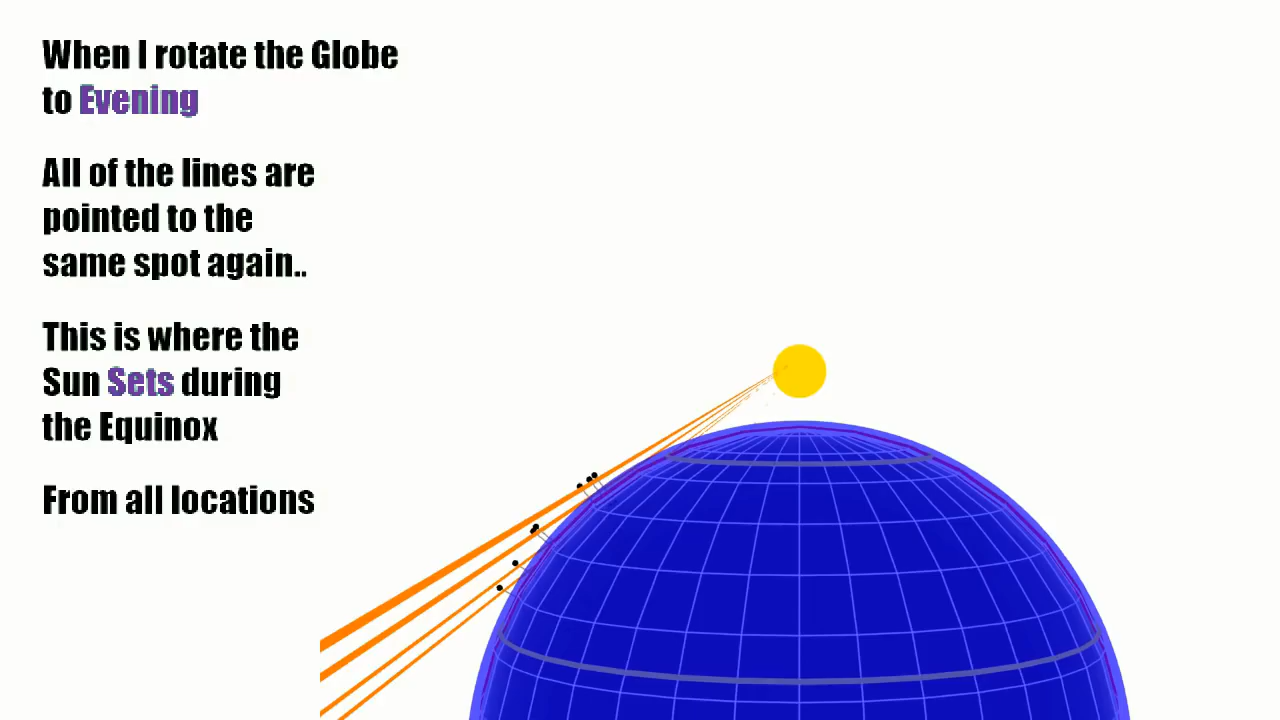 When I rotate the Globe
to Evening
All of the lines are
pointed to the
same spot again..
This is where the
Sun Sets during
the Equinox
From all locations